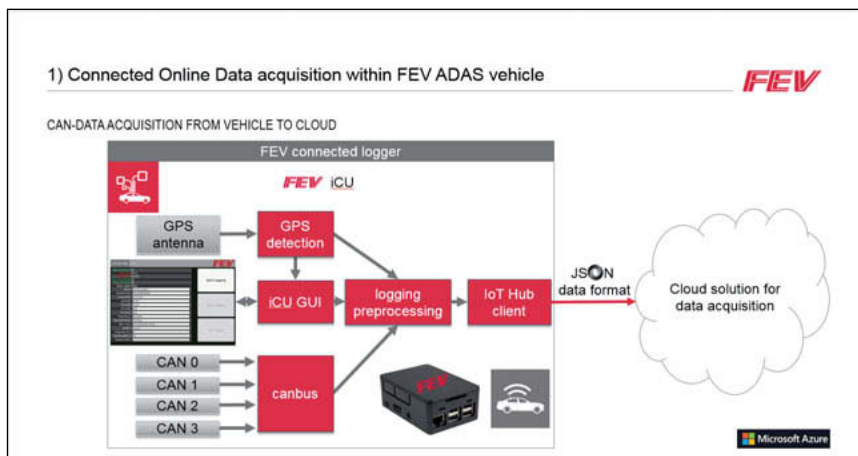 1) Connected Online Data acquisition within FEV ADAS vehicle
FEV
CAN-DATA ACQUISITION FROM VEHICLE TO CLOUD
FEV connected logger
FEV iCU
GPS
antenna
GPS
detection
FEV
iCU GUI
logging
preprocessing
IoT Hub
client
JSON
data format
Cloud solution for
data acquisition
CAN 0
CAN 1
CAN 2
CAN 3
canbus
FEV
Microsoft Azure